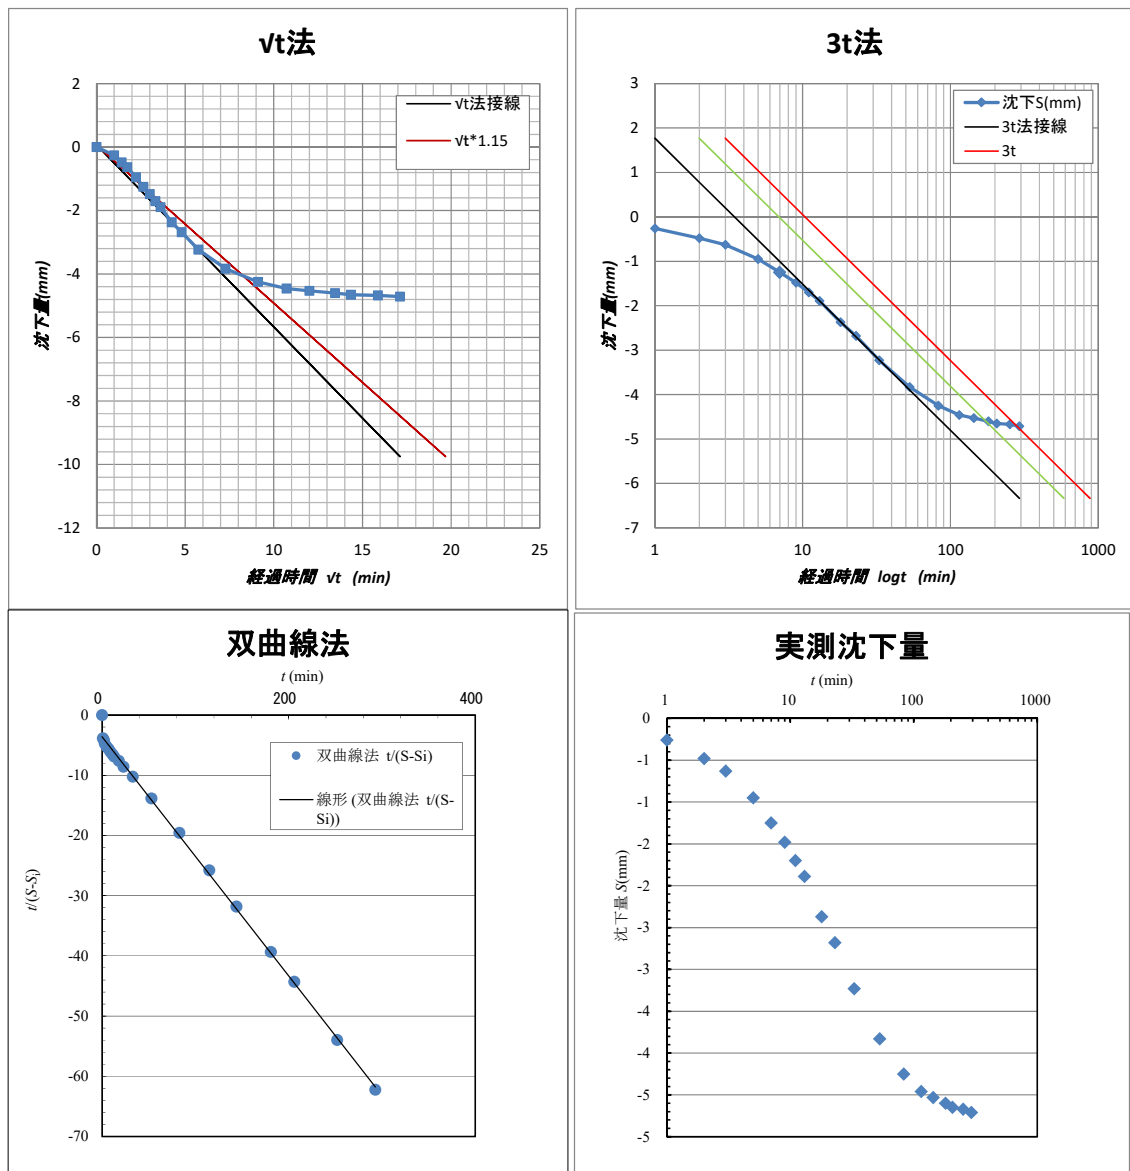 √t法
2
0
-2
-4
-6
-8
-10
-12
0 5 10 15 20 25
沈下量(mm)
経過時間 √t (min)
√t法接線
√t*1.15
3t法
3
2
1
0
-1
-2
-3
-4
-5
-6
-7
1 10 100 1000
沈下量(mm)
経過時間 logt (min)
沈下S(mm)
3t法接線
3t
双曲線法
t (min)
0 200 400
0
-10
-20
-30
-40
-50
-60
-70
t/(S-Si)
双曲線法 t/(S-Si)
線形 (双曲線法 t/(S-
Si))
実測沈下量
t (min)
1 10 100 1000
0
-1
-1
-2
-2
-3
-3
-4
-4
-5
-5
沈下量 S(mm)